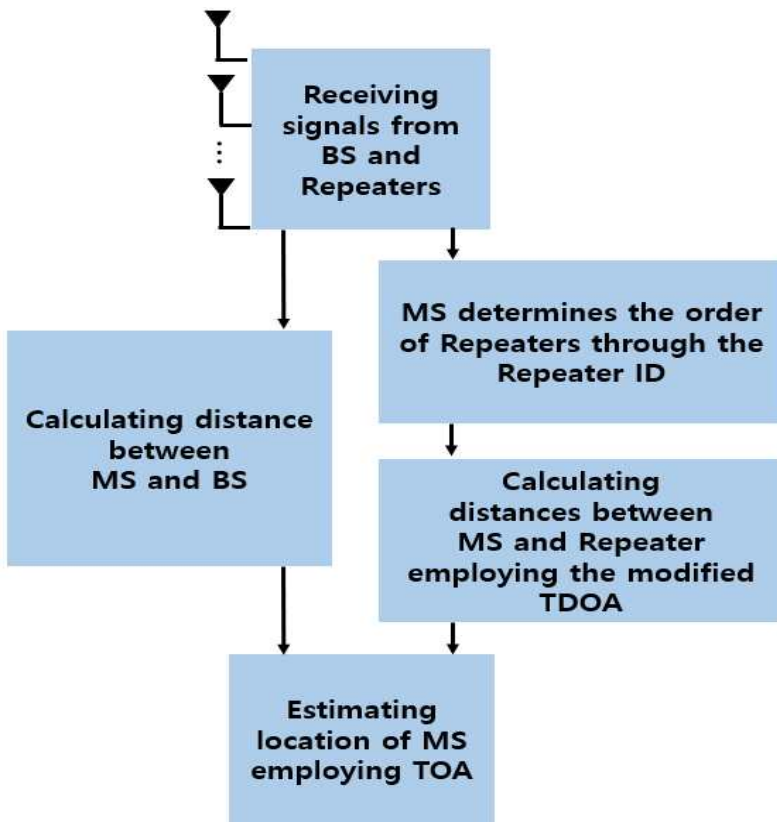 Receiving
signals from
BS and
Repeaters
MS determines the order
of Repeaters through the
Repeater ID
Calculating distance
between
MS and BS
Calculating
distances between
MS and Repeater
employing the modified
TDOA
Estimating
location of MS
employing TOA